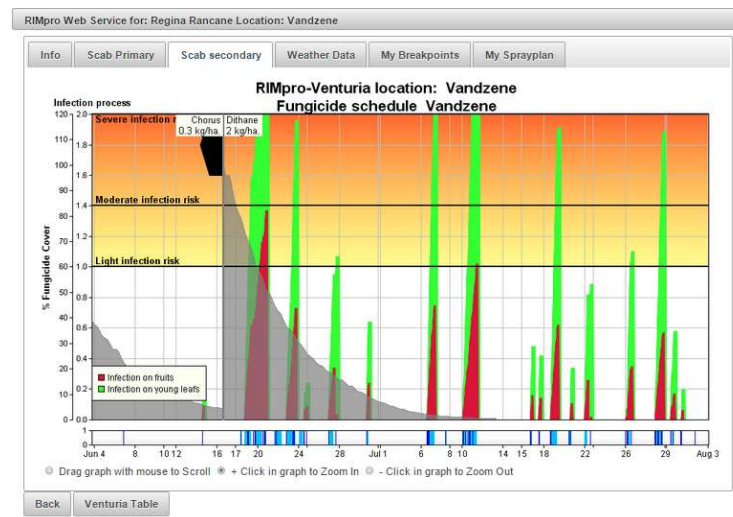 RIMpro Web Service for: Regina Rancane Location: Vandzene
Info Scab Primary Scab secondary Weather Data My Breakpoints My Sprayplan
RIMpro-Venturia location: Vandzene
Fungicide schedule Vandzene
Infection process
Severe infection r
Chorus Dithane
0.3 kg/ha. 2 kg/ha.
Moderate infection risk
Light infection risk
% Fungicide Cover
120 2.0
110 1.8
100
90 1.6
80 1.4
70 1.2
60 1.0
50 0.8
40 0.6
30 0.4
20
10 0.2
0 0.0
Infection on fruits
Infection on young leafs
1
0
Jun 4 8 10 12 16 17 20 24 28 Jul 1 6 8 10 14 15 18 22 26 29 Aug 3
Drag graph with mouse to Scroll + Click in graph to Zoom In - Click in graph to Zoom Out
Back Venturia Table